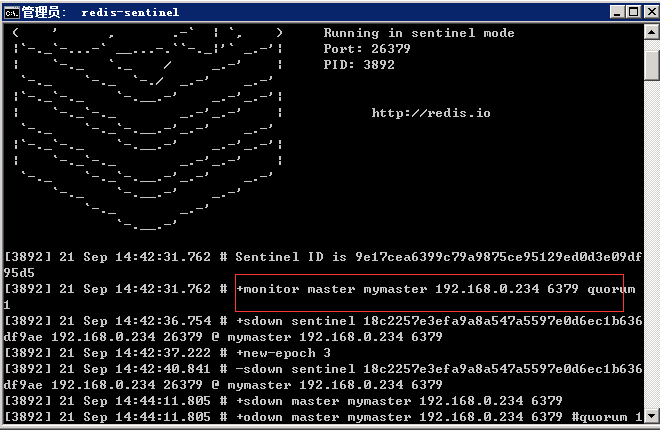 管理员: redis-sentinel
Running in sentinel mode
Port: 26379
PID: 3892
http://redis.io
[3892] 21 Sep 14:42:31.762 # Sentinel ID is 9e17cea6399c79a9875ce95129ed0d3e09df
95d5
[3892] 21 Sep 14:42:31.762 # +monitor master mymaster 192.168.0.234 6379 quorum
1
[3892] 21 Sep 14:42:36.754 # +sdown sentinel 18c2257e3efa9a8a547a5597e0d6ec1b636
df9ae 192.168.0.234 26379 @ mymaster 192.168.0.234 6379
[3892] 21 Sep 14:42:37.222 # +new-epoch 3
[3892] 21 Sep 14:42:40.841 # -sdown sentinel 18c2257e3efa9a8a547a5597e0d6ec1b636
df9ae 192.168.0.234 26379 @ mymaster 192.168.0.234 6379
[3892] 21 Sep 14:44:11.805 # +sdown master mymaster 192.168.0.234 6379
[3892] 21 Sep 14:44:11.805 # +odown master mymaster 192.168.0.234 6379 #quorum 1